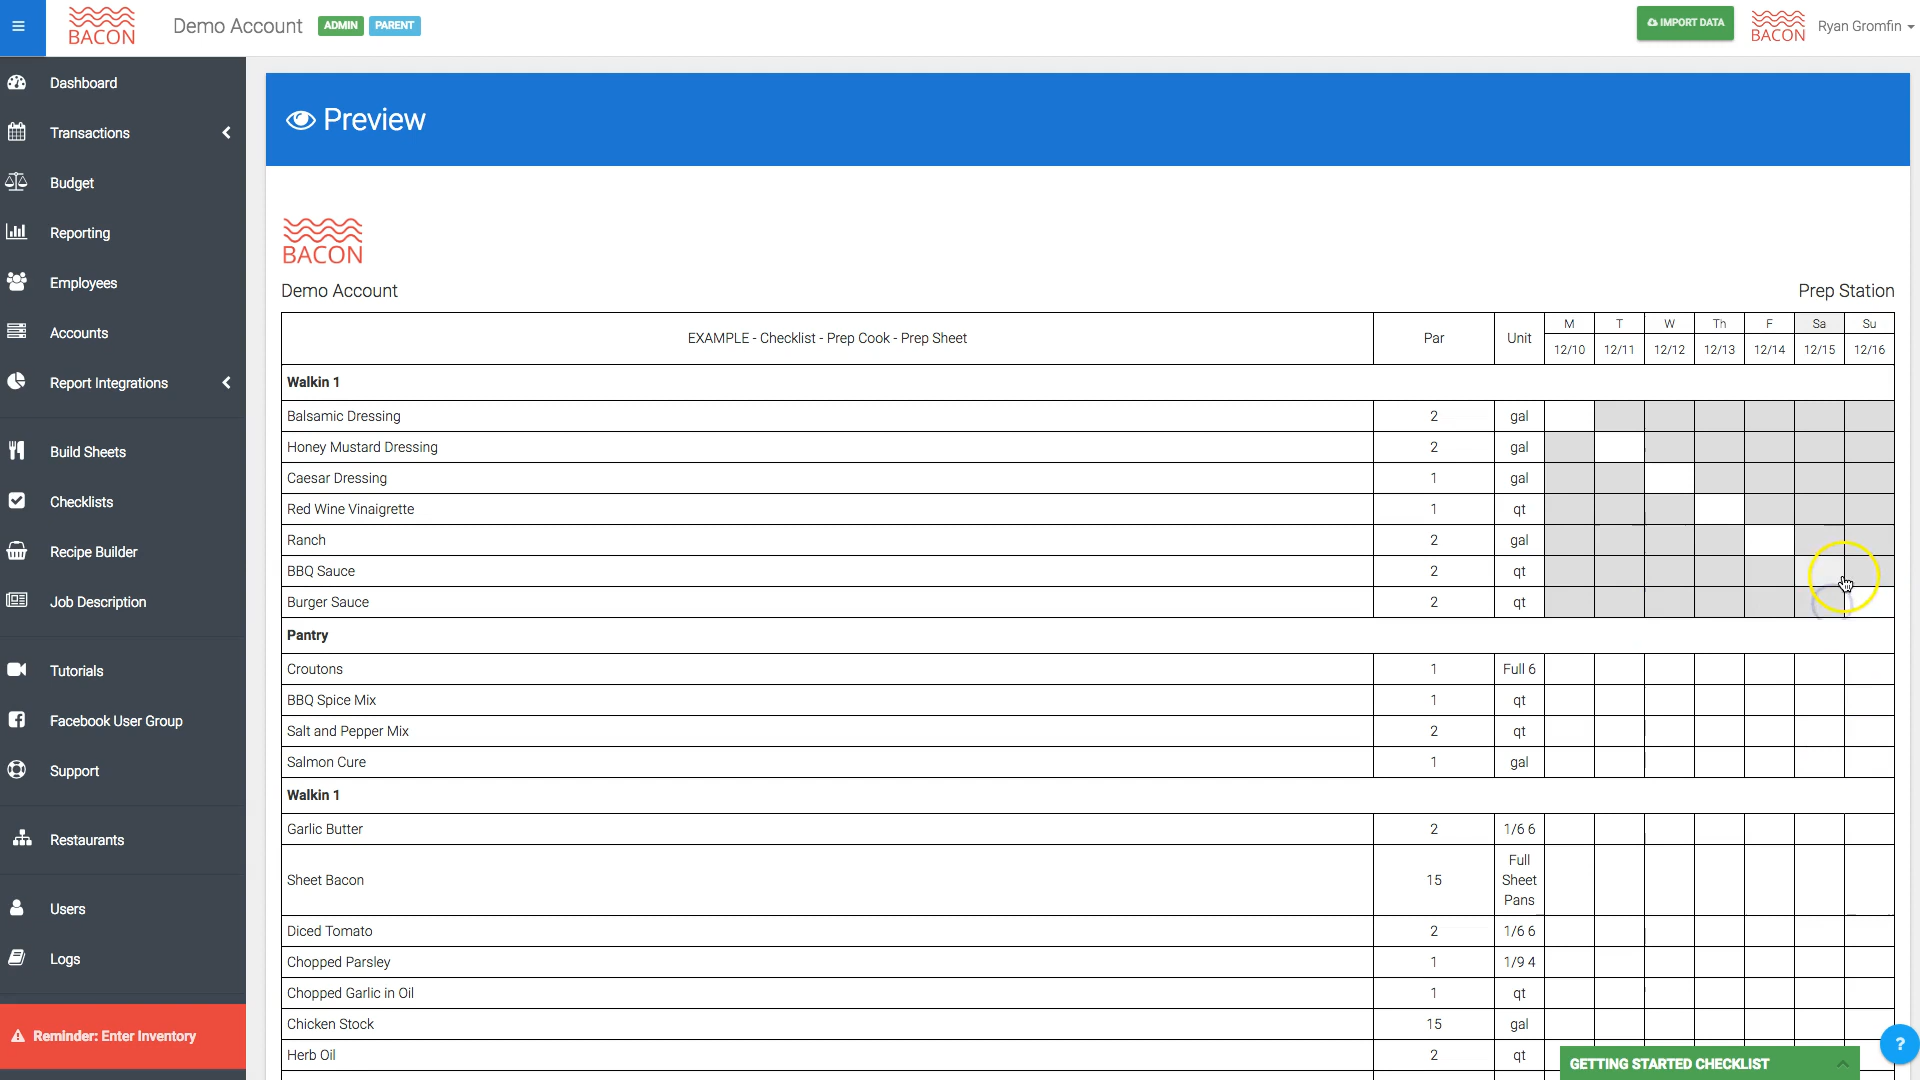 BACON
Demo Account ADMIN PARENT
IMPORT DATA
BACON
Ryan Gromfin
Dashboard
Transactions
Budget
Reporting
Employees
Accounts
Report Integrations
Build Sheets
Checklists
Recipe Builder
Job Description
Tutorials
Facebook User Group
Support
Restaurants
Users
Logs
Reminder: Enter Inventory
Preview
BACON
Demo Account Prep Station
EXAMPLE - Checklist - Prep Cook - Prep Sheet Par Unit M T W Th F Sa Su
12/10 12/11 12/12 12/13 12/14 12/15 12/16
Walkin 1
Balsamic Dressing 2 gal
Honey Mustard Dressing 2 gal
Caesar Dressing 1 gal
Red Wine Vinaigrette 1 qt
Ranch 2 gal
BBQ Sauce 2 qt
Burger Sauce 2 qt
Pantry
Croutons 1 Full 6
BBQ Spice Mix 1 qt
Salt and Pepper Mix 2 qt
Salmon Cure 1 gal
Walkin 1
Garlic Butter 2 1/6 6
Sheet Bacon 15 Full
Sheet
Pans
Diced Tomato 2 1/6 6
Chopped Parsley 1 1/9 4
Chopped Garlic in Oil 1 qt
Chicken Stock 15 gal
Herb Oil 2 qt
GETTING STARTED CHECKLIST
?